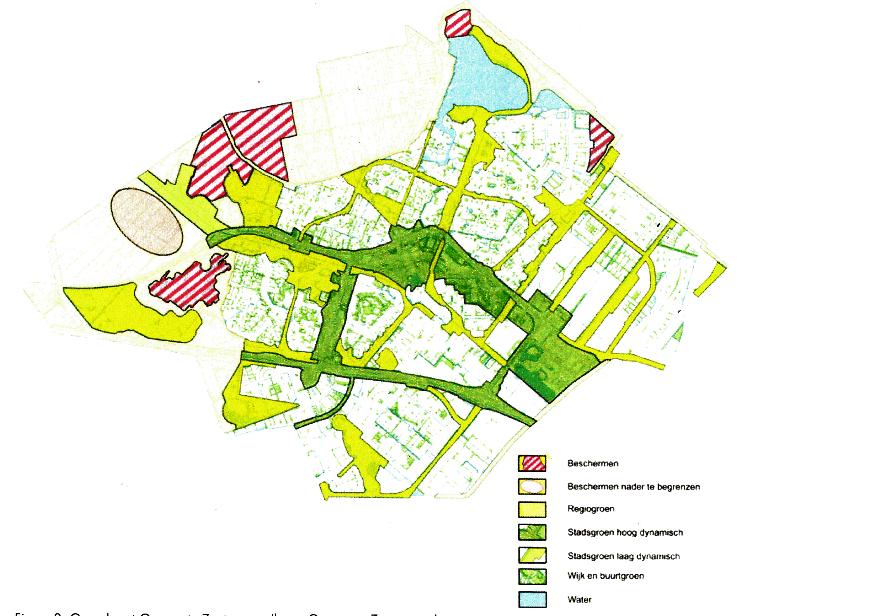 Beschermen
Beschermen nader te begrenzen
Regiogroen
Stadsgroen hoog dynamisch
Stadsgroen laag dynamisch
Wijk en buurtgroen
Water